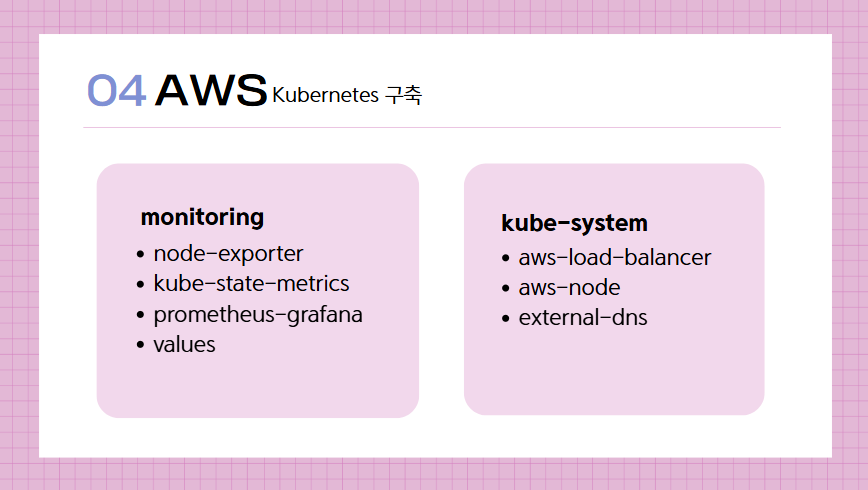 04 AWS Kubernetes 구축
monitoring
• node-exporter
• kube-state-metrics
• prometheus-grafana
• values
kube-system
• aws-load-balancer
• aws-node
• external-dns